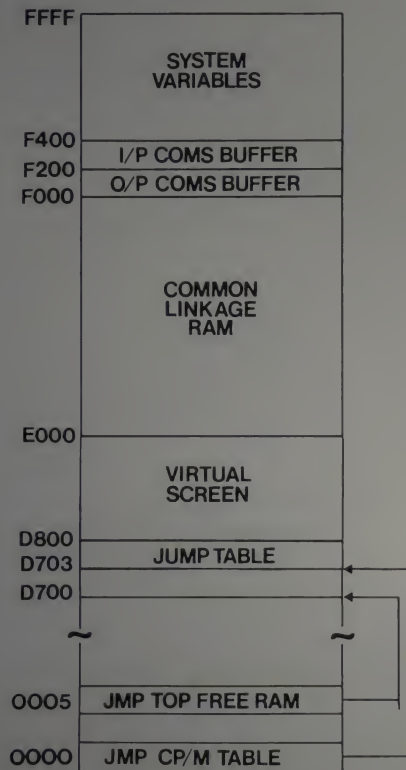 FFFF
SYSTEM
VARIABLES
F400
I/P COMS BUFFER
F200
O/P COMS BUFFER
F000
COMMON
LINKAGE
RAM
E000
VIRTUAL
SCREEN
D800
JUMP TABLE
D703
D700
0005 JMP TOP FREE RAM
0000 JMP CP/M TABLE